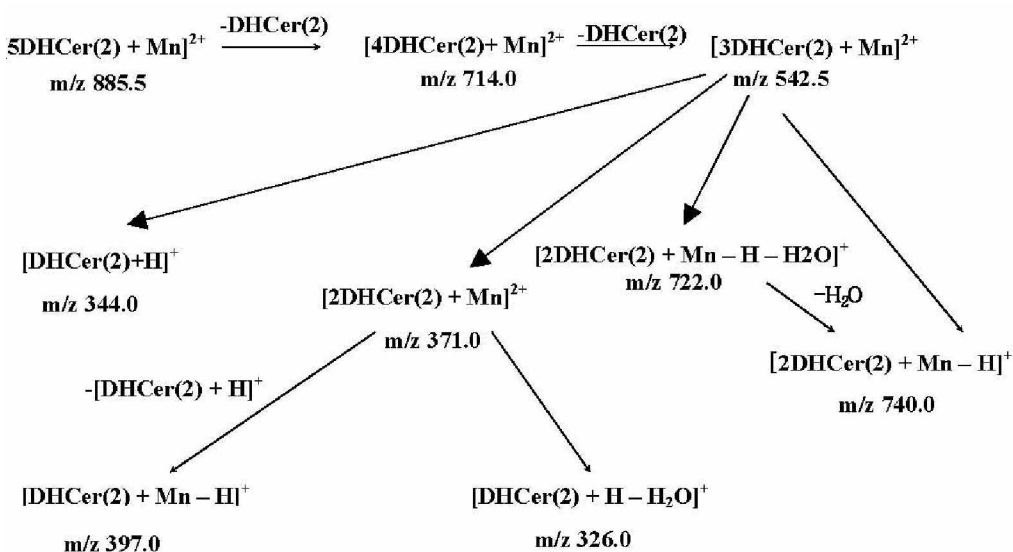 -DHCer(2)
5DHCer(2) + Mn]²⁺
m/z 885.5
[4DHCer(2)+ Mn]²⁺
m/z 714.0
-DHCer(2)
[3DHCer(2) + Mn]²⁺
m/z 542.5
[DHCer(2)+H]⁺
m/z 344.0
[2DHCer(2) + Mn]²⁺
m/z 371.0
[2DHCer(2) + Mn – H – H2O]⁺
m/z 722.0
–H₂O
[2DHCer(2) + Mn – H]⁺
m/z 740.0
-[DHCer(2) + H]⁺
[DHCer(2) + Mn – H]⁺
m/z 397.0
[DHCer(2) + H – H₂O]⁺
m/z 326.0